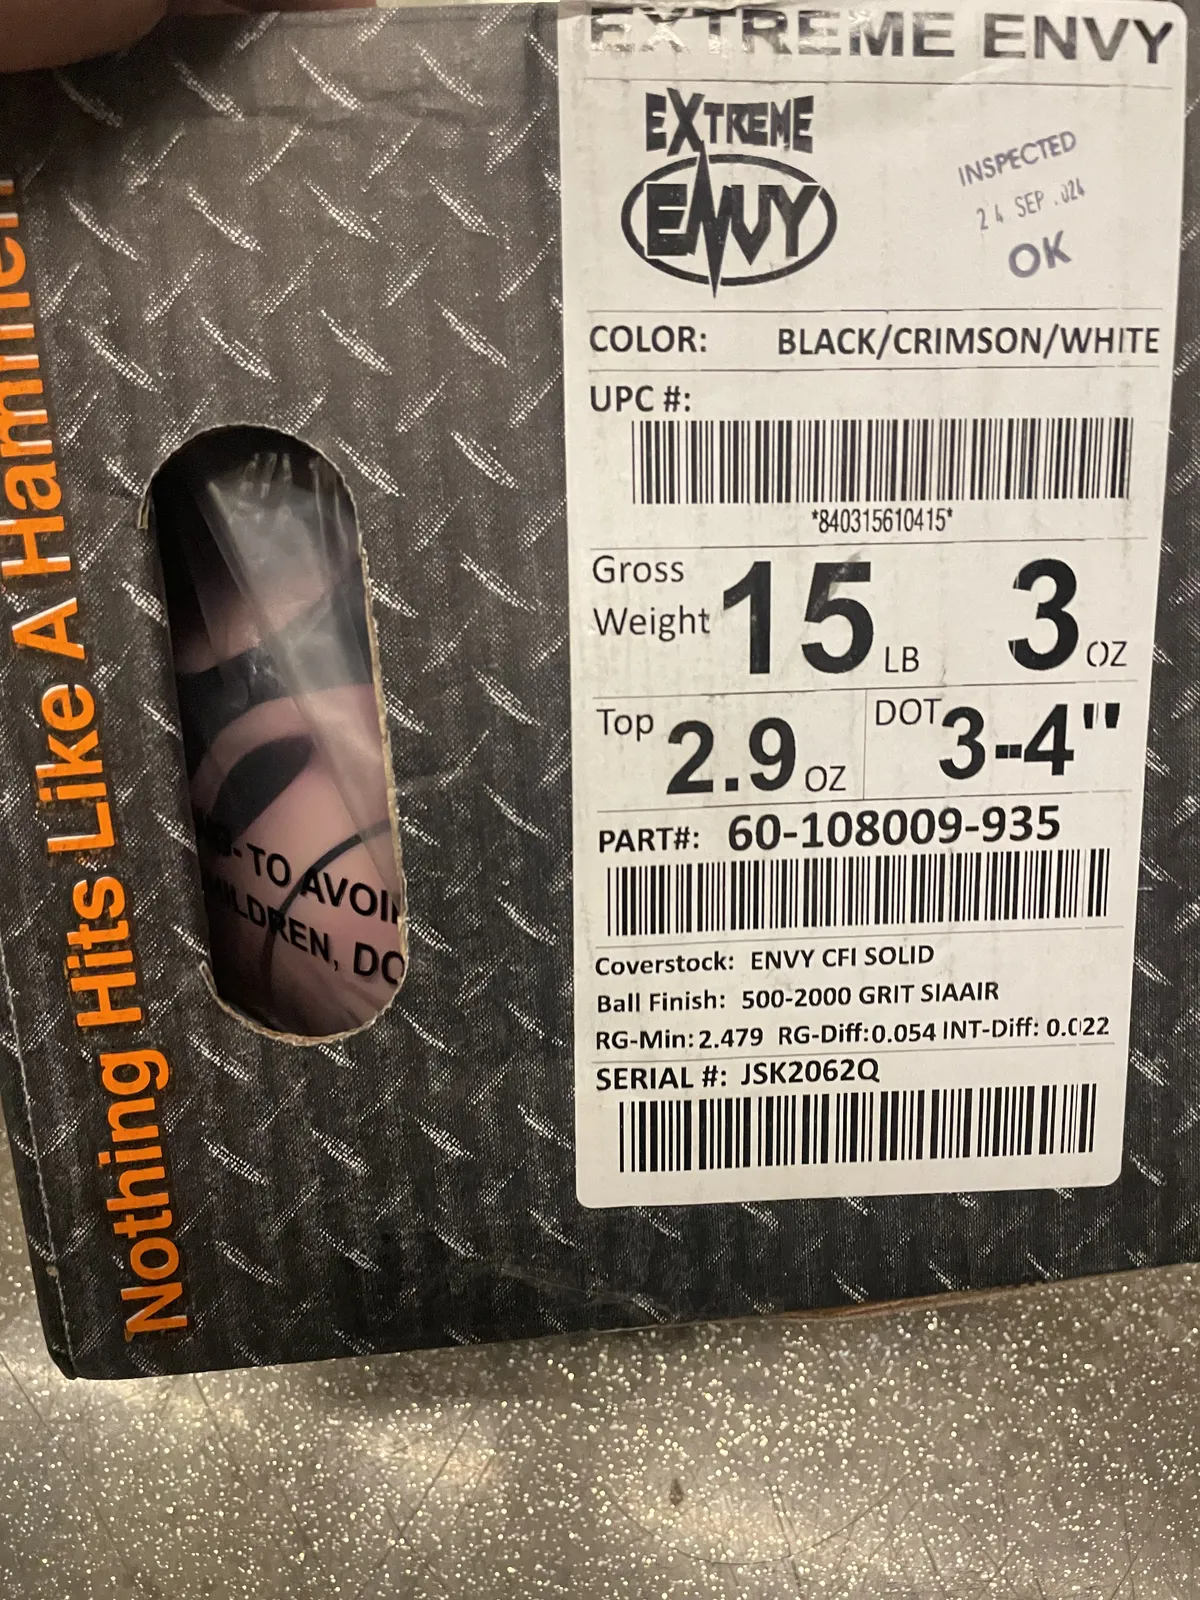 EXTREME ENVY
EXTREME
ENVY
INSPECTED
24 SEP .024
OK
COLOR: BLACK/CRIMSON/WHITE
UPC #:
*840315610415*
Gross Weight 15 LB 3 OZ
Top 2.9 OZ DOT 3-4"
PART#: 60-108009-935
Coverstock: ENVY CFI SOLID
Ball Finish: 500-2000 GRIT SIAAIR
RG-Min: 2.479 RG-Diff: 0.054 INT-Diff: 0.022
SERIAL #: JSK2062Q
Nothing Hits Like A Hammer
- TO AVOI
ILDREN, DO